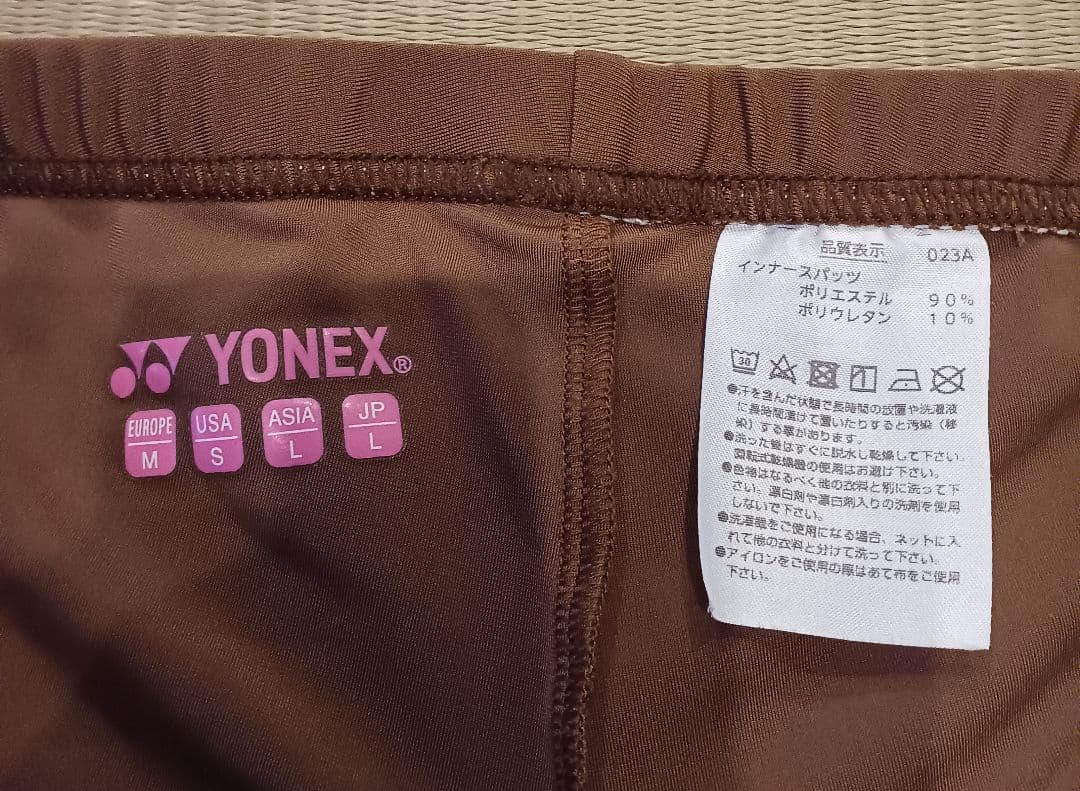 YONEX®
EUROPE
M
USA
S
ASIA
L
JP
L
品質表示 023A
インナースパッツ
ポリエステル 90%
ポリウレタン 10%
30
●汗を含んだ状態で長時間の放置や洗濯液
に長時間漬けて置いたりすると汚染(移
染)する事があります。
●洗った後はすぐに脱水し乾燥して下さい。
回転式乾燥機の使用はお避け下さい。
●色物はなるべく他の衣料と別に洗って下
さい。漂白剤や漂白剤入りの洗剤を使用
しないで下さい。
●洗濯機をご使用になる場合、ネットに入
れて他の衣料と分けて洗って下さい。
●アイロンをご使用の際はあて布をご使用
下さい。